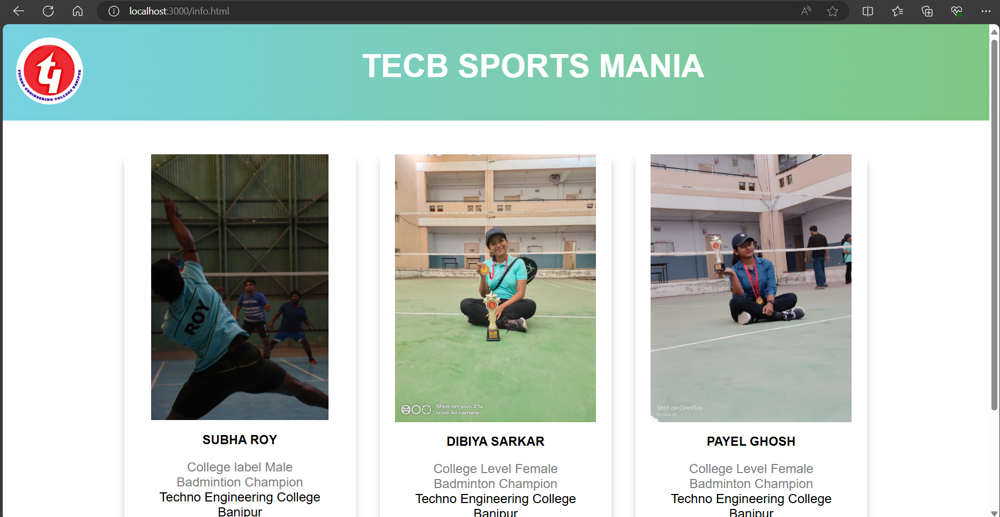 localhost:3000/info.html
TECB SPORTS MANIA
TECHNO ENGINEERING COLLEGE BANIPUR
ROY
Shot on vivo Z1x
Vivo AI camera
Shot on OnePlus
By Adarsh
SUBHA ROY
College label Male
Badmintion Champion
Techno Engineering College
Banipur
DIBIYA SARKAR
College Level Female
Badminton Champion
Techno Engineering College
Banipur
PAYEL GHOSH
College Level Female
Badminton Champion
Techno Engineering College
Banipur